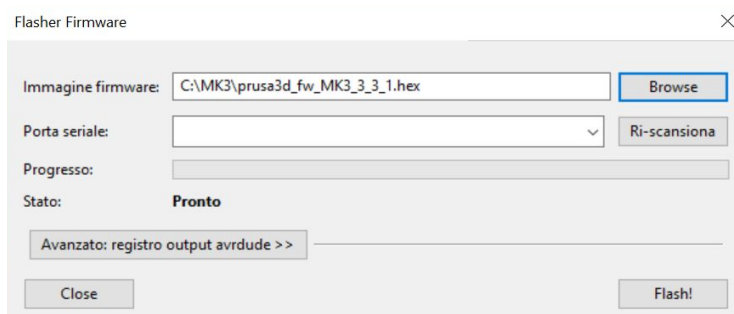 Flasher Firmware
Immagine firmware: C:\MK3\prusa3d_fw_MK3_3_3_1.hex Browse
Porta seriale: Ri-scansiona
Progresso:
Stato: Pronto
Avanzato: registro output avrdude >>
Close Flash!